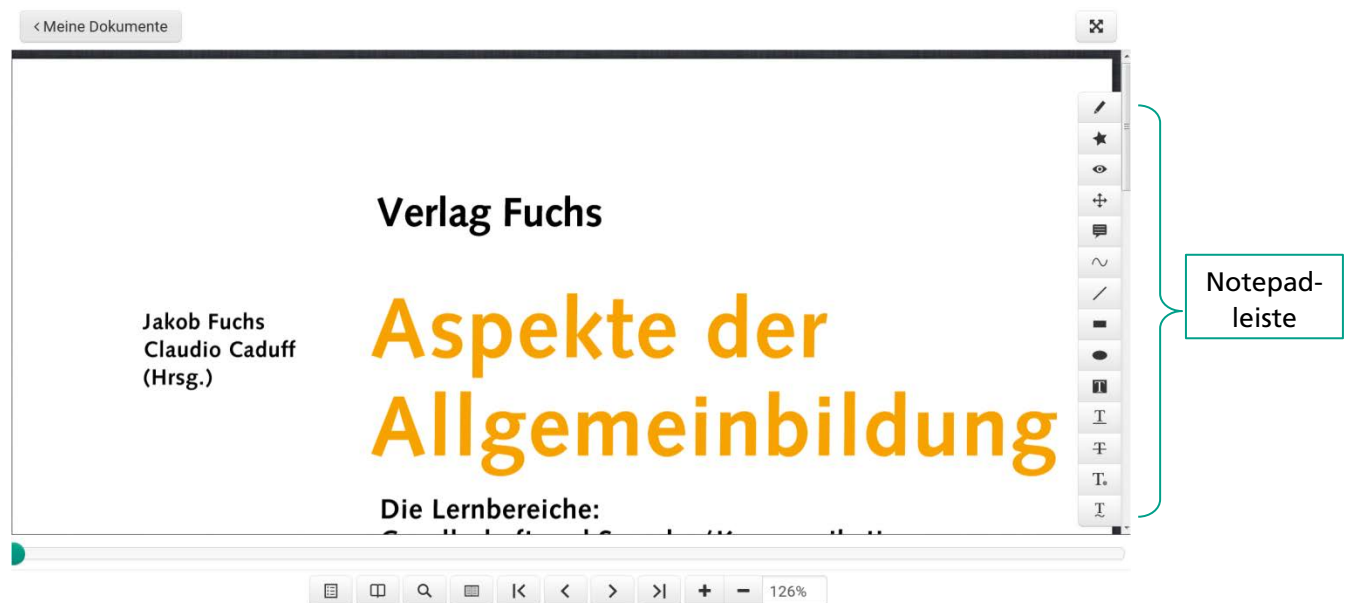 Meine Dokumente
Verlag Fuchs
Jakob Fuchs
Claudio Caduff
(Hrsg.)
Aspekte der
Allgemeinbildung
Die Lernbereiche:
Notepad-
leiste
126%